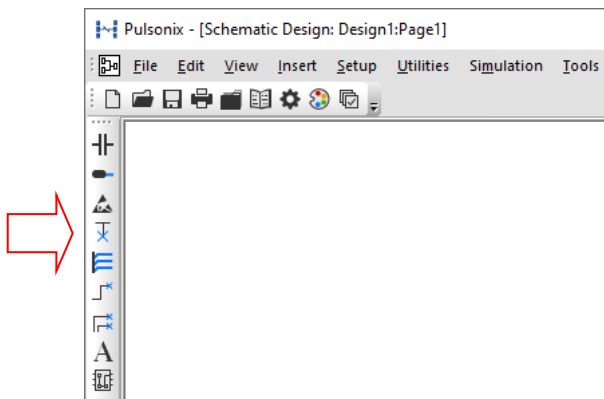 Pulsonix - [Schematic Design: Design1:Page1]
File Edit View Insert Setup Utilities Simulation Tools
A